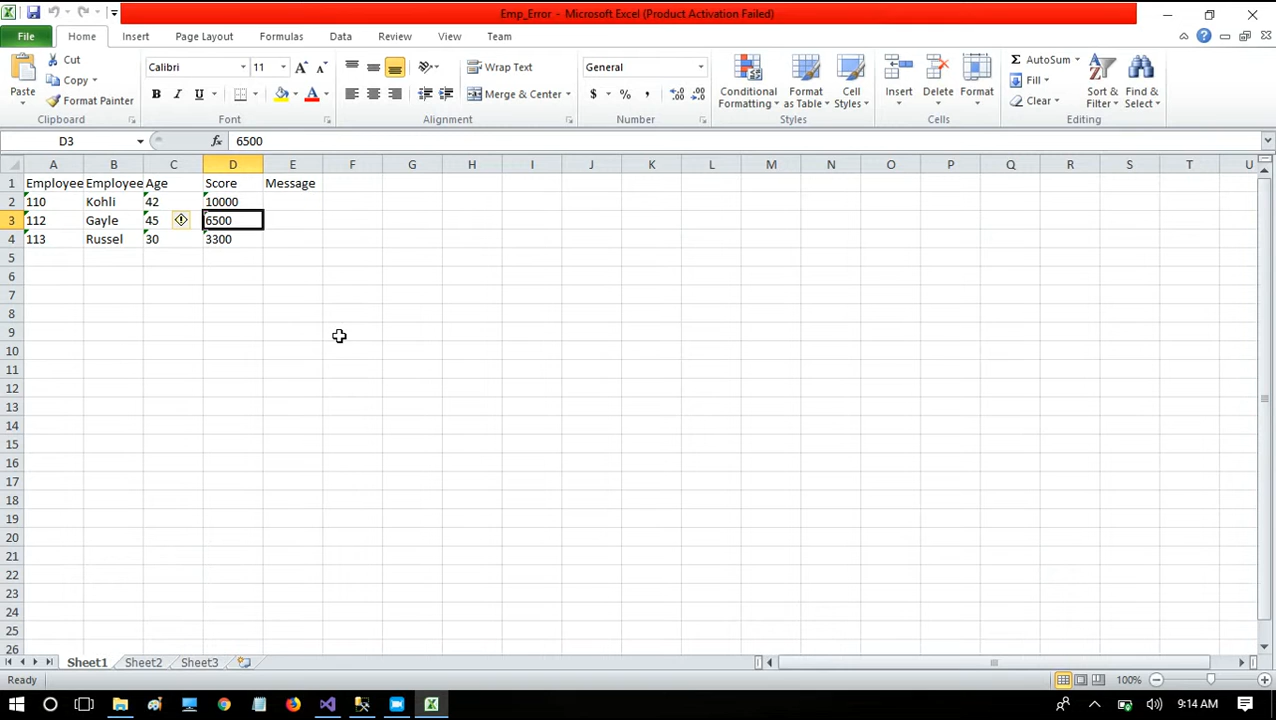 Emp_Error - Microsoft Excel (Product Activation Failed)
File Home Insert Page Layout Formulas Data Review View Team
Cut
Copy
Format Painter
Paste
Calibri 11
B I U A
Wrap Text
Merge & Center
General
$ % ,
Conditional Formatting
Format as Table
Cell Styles
Insert Delete Format
Σ AutoSum
Fill
Clear
Sort & Filter
Find & Select
Clipboard Font Alignment Number Styles Cells Editing
D3 fx 6500
A B C D E F G H I J K L M N O P Q R S T U
1 Employee Employee Age Score Message
2 110 Kohli 42 10000
3 112 Gayle 45 6500
4 113 Russel 30 3300
5
6
7
8
9
10
11
12
13
14
15
16
17
18
19
20
21
22
23
24
25
26
Sheet1 Sheet2 Sheet3
Ready 100%
9:14 AM